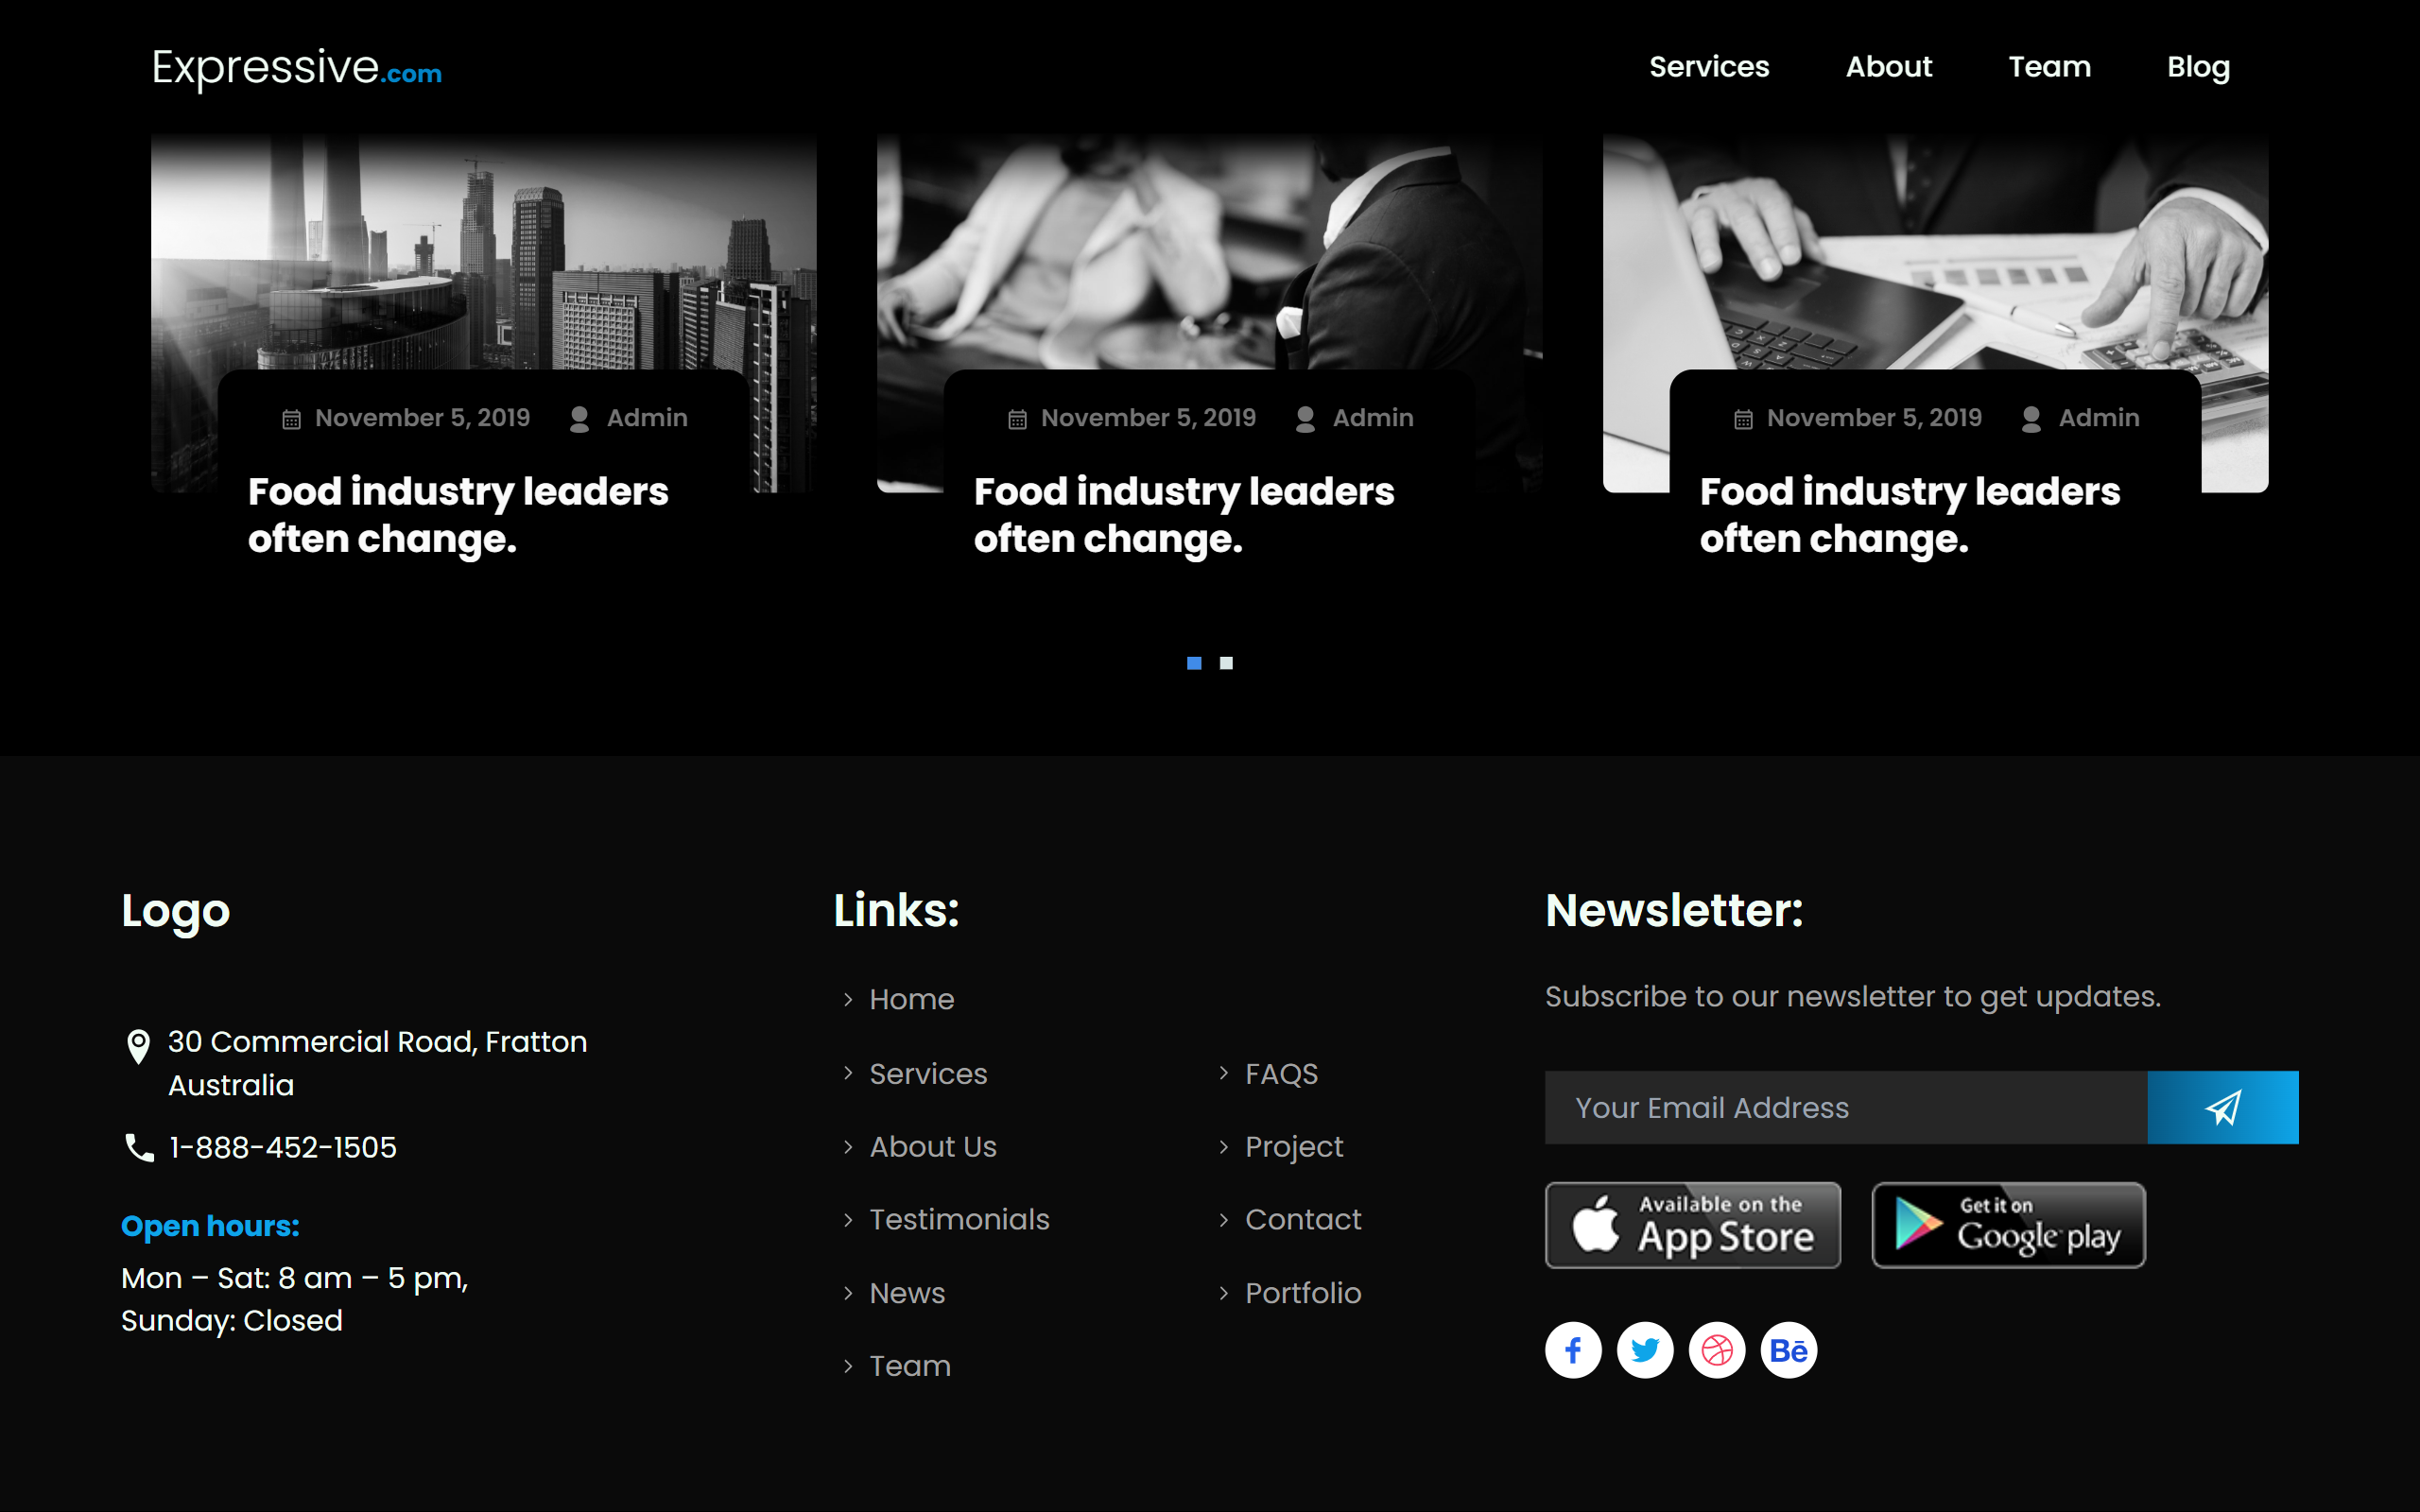 Expressive.com
Services About Team Blog
November 5, 2019 Admin
Food industry leaders
often change.
November 5, 2019 Admin
Food industry leaders
often change.
November 5, 2019 Admin
Food industry leaders
often change.
Logo
30 Commercial Road, Fratton
Australia
1-888-452-1505
Open hours:
Mon – Sat: 8 am – 5 pm,
Sunday: Closed
Links:
Home
Services
About Us
Testimonials
News
Team
FAQS
Project
Contact
Portfolio
Newsletter:
Subscribe to our newsletter to get updates.
Your Email Address
Available on the
App Store
Get it on
Google play
Bē